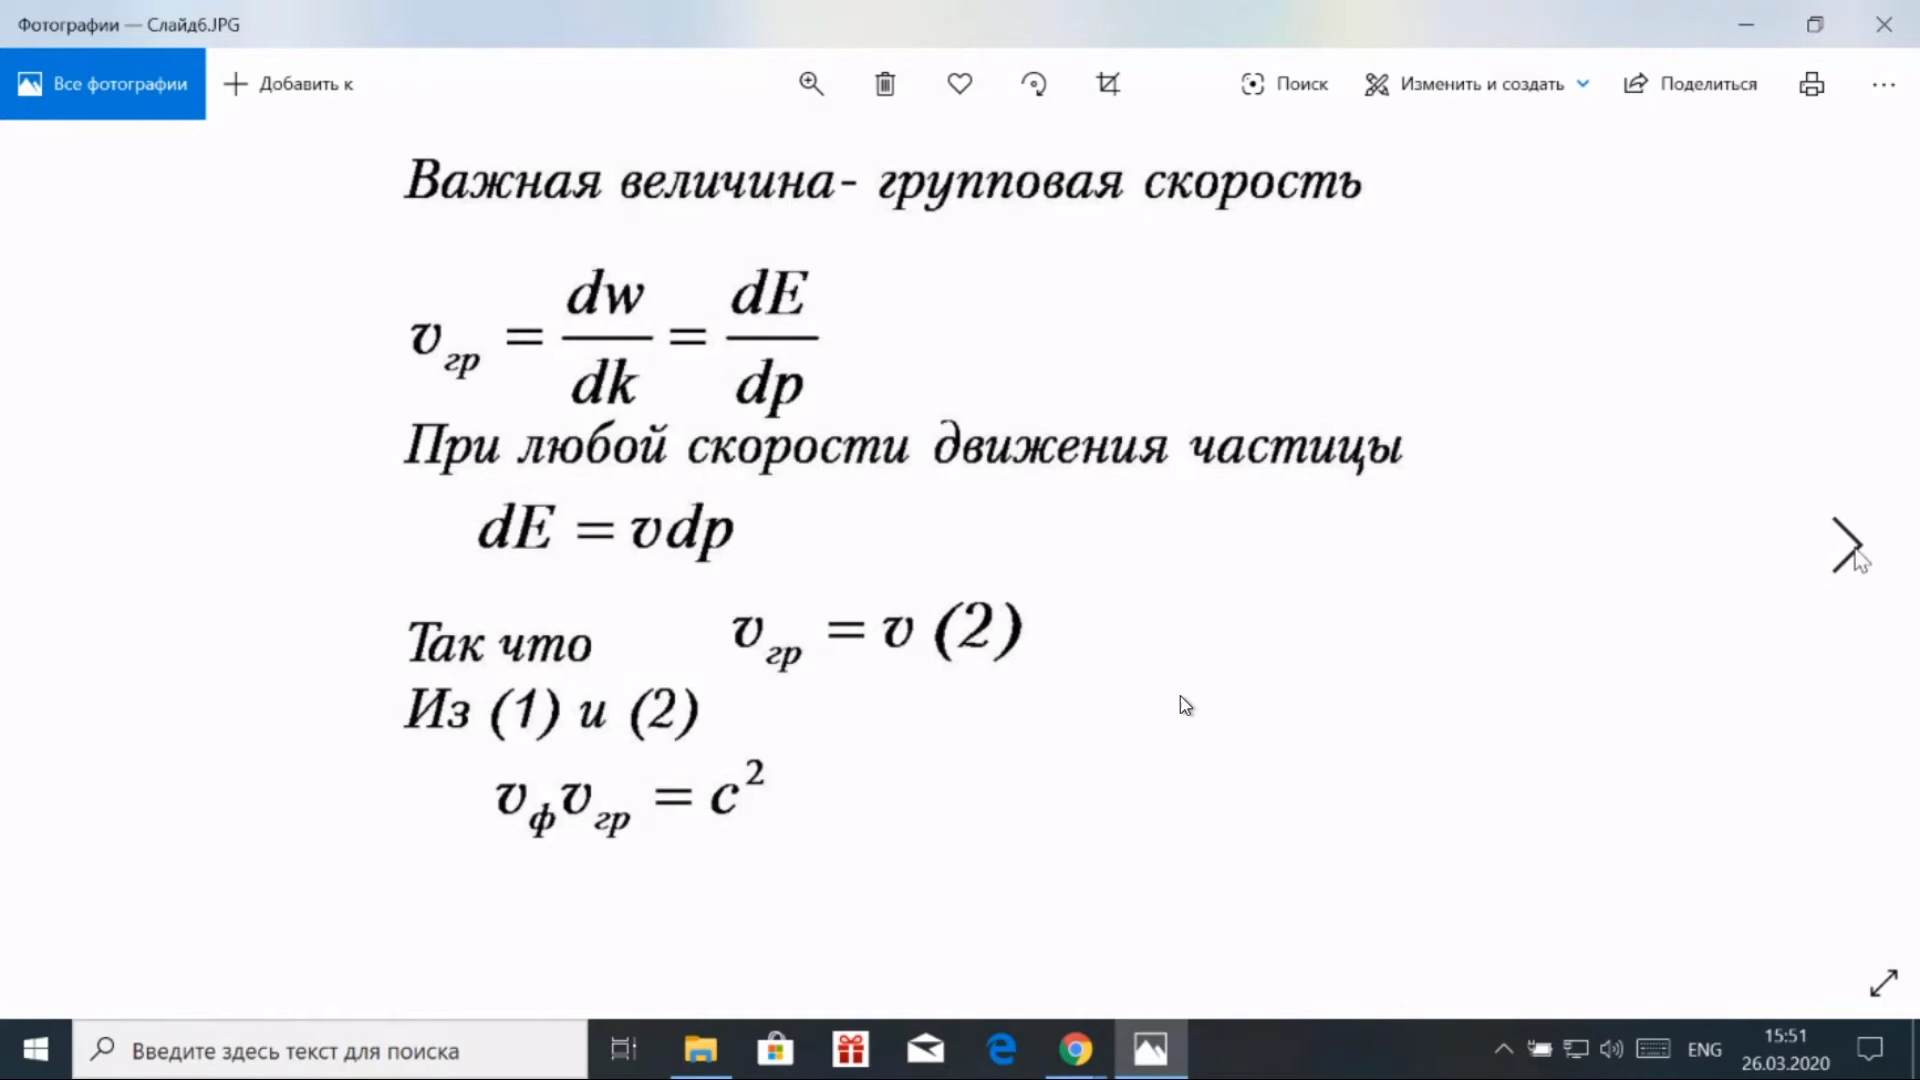 Фотографии — Слайд6.JPG
Все фотографии
Добавить к
Поиск
Изменить и создать
Поделиться
Важная величина- групповая скорость
v_гр = dw/dk = dE/dp
При любой скорости движения частицы
dE = vdp
Так что v_гр = v (2)
Из (1) и (2)
v_ф v_гр = c^2
Введите здесь текст для поиска
ENG
15:51
26.03.2020